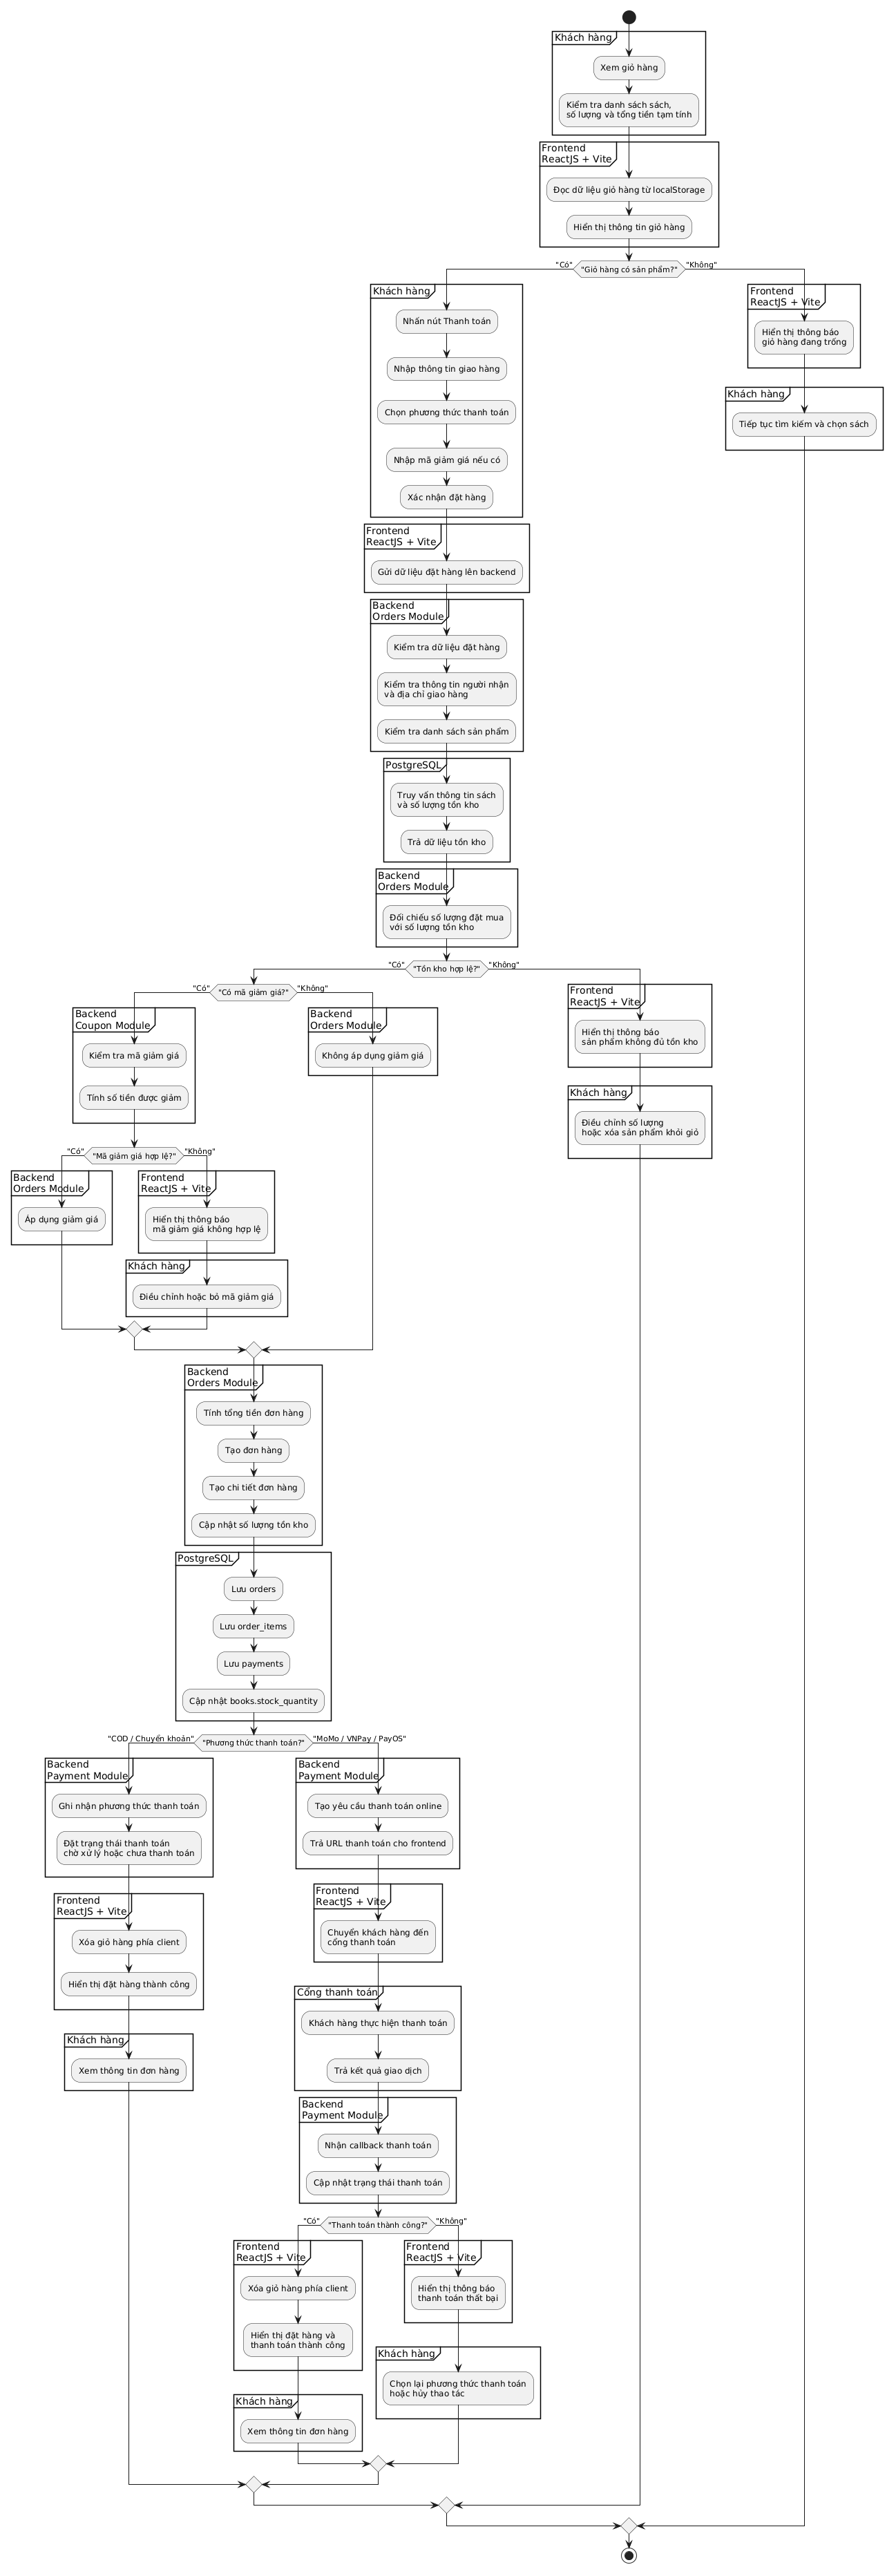 Khách hàng
Xem giỏ hàng
Kiểm tra danh sách sách,
số lượng và tổng tiền tạm tính
Frontend
ReactJS + Vite
Đọc dữ liệu giỏ hàng từ localStorage
Hiển thị thông tin giỏ hàng
"Có"
"Giỏ hàng có sản phẩm?"
"Không"
Khách hàng
Nhấn nút Thanh toán
Nhập thông tin giao hàng
Chọn phương thức thanh toán
Nhập mã giảm giá nếu có
Xác nhận đặt hàng
Frontend
ReactJS + Vite
Hiển thị thông báo
giỏ hàng đang trống
Khách hàng
Tiếp tục tìm kiếm và chọn sách
Frontend
ReactJS + Vite
Gửi dữ liệu đặt hàng lên backend
Backend
Orders Module
Kiểm tra dữ liệu đặt hàng
Kiểm tra thông tin người nhận
và địa chỉ giao hàng
Kiểm tra danh sách sản phẩm
PostgreSQL
Truy vấn thông tin sách
và số lượng tồn kho
Trả dữ liệu tồn kho
Backend
Orders Module
Đối chiếu số lượng đặt mua
với số lượng tồn kho
"Có"
"Tồn kho hợp lệ?"
"Không"
"Có"
"Có mã giảm giá?"
"Không"
Backend
Coupon Module
Kiểm tra mã giảm giá
Tính số tiền được giảm
Backend
Orders Module
Không áp dụng giảm giá
Frontend
ReactJS + Vite
Hiển thị thông báo
sản phẩm không đủ tồn kho
Khách hàng
Điều chỉnh số lượng
hoặc xóa sản phẩm khỏi giỏ
"Có"
"Mã giảm giá hợp lệ?"
"Không"
Backend
Orders Module
Áp dụng giảm giá
Frontend
ReactJS + Vite
Hiển thị thông báo
mã giảm giá không hợp lệ
Khách hàng
Điều chỉnh hoặc bỏ mã giảm giá
Backend
Orders Module
Tính tổng tiền đơn hàng
Tạo đơn hàng
Tạo chi tiết đơn hàng
Cập nhật số lượng tồn kho
PostgreSQL
Lưu orders
Lưu order_items
Lưu payments
Cập nhật books.stock_quantity
"COD / Chuyển khoản"
"Phương thức thanh toán?"
"MoMo / VNPay / PayOS"
Backend
Payment Module
Ghi nhận phương thức thanh toán
Đặt trạng thái thanh toán
chờ xử lý hoặc chưa thanh toán
Frontend
ReactJS + Vite
Xóa giỏ hàng phía client
Hiển thị đặt hàng thành công
Khách hàng
Xem thông tin đơn hàng
Backend
Payment Module
Tạo yêu cầu thanh toán online
Trả URL thanh toán cho frontend
Frontend
ReactJS + Vite
Chuyển khách hàng đến
cổng thanh toán
Cổng thanh toán
Khách hàng thực hiện thanh toán
Trả kết quả giao dịch
Backend
Payment Module
Nhận callback thanh toán
Cập nhật trạng thái thanh toán
"Có"
"Thanh toán thành công?"
"Không"
Frontend
ReactJS + Vite
Xóa giỏ hàng phía client
Hiển thị đặt hàng và
thanh toán thành công
Khách hàng
Xem thông tin đơn hàng
Frontend
ReactJS + Vite
Hiển thị thông báo
thanh toán thất bại
Khách hàng
Chọn lại phương thức thanh toán
hoặc hủy thao tác